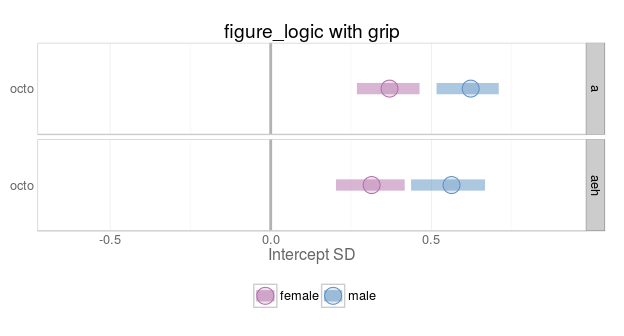 figure_logic with grip
octo
a
octo
aeh
-0.5 0.0 0.5
Intercept SD
female male